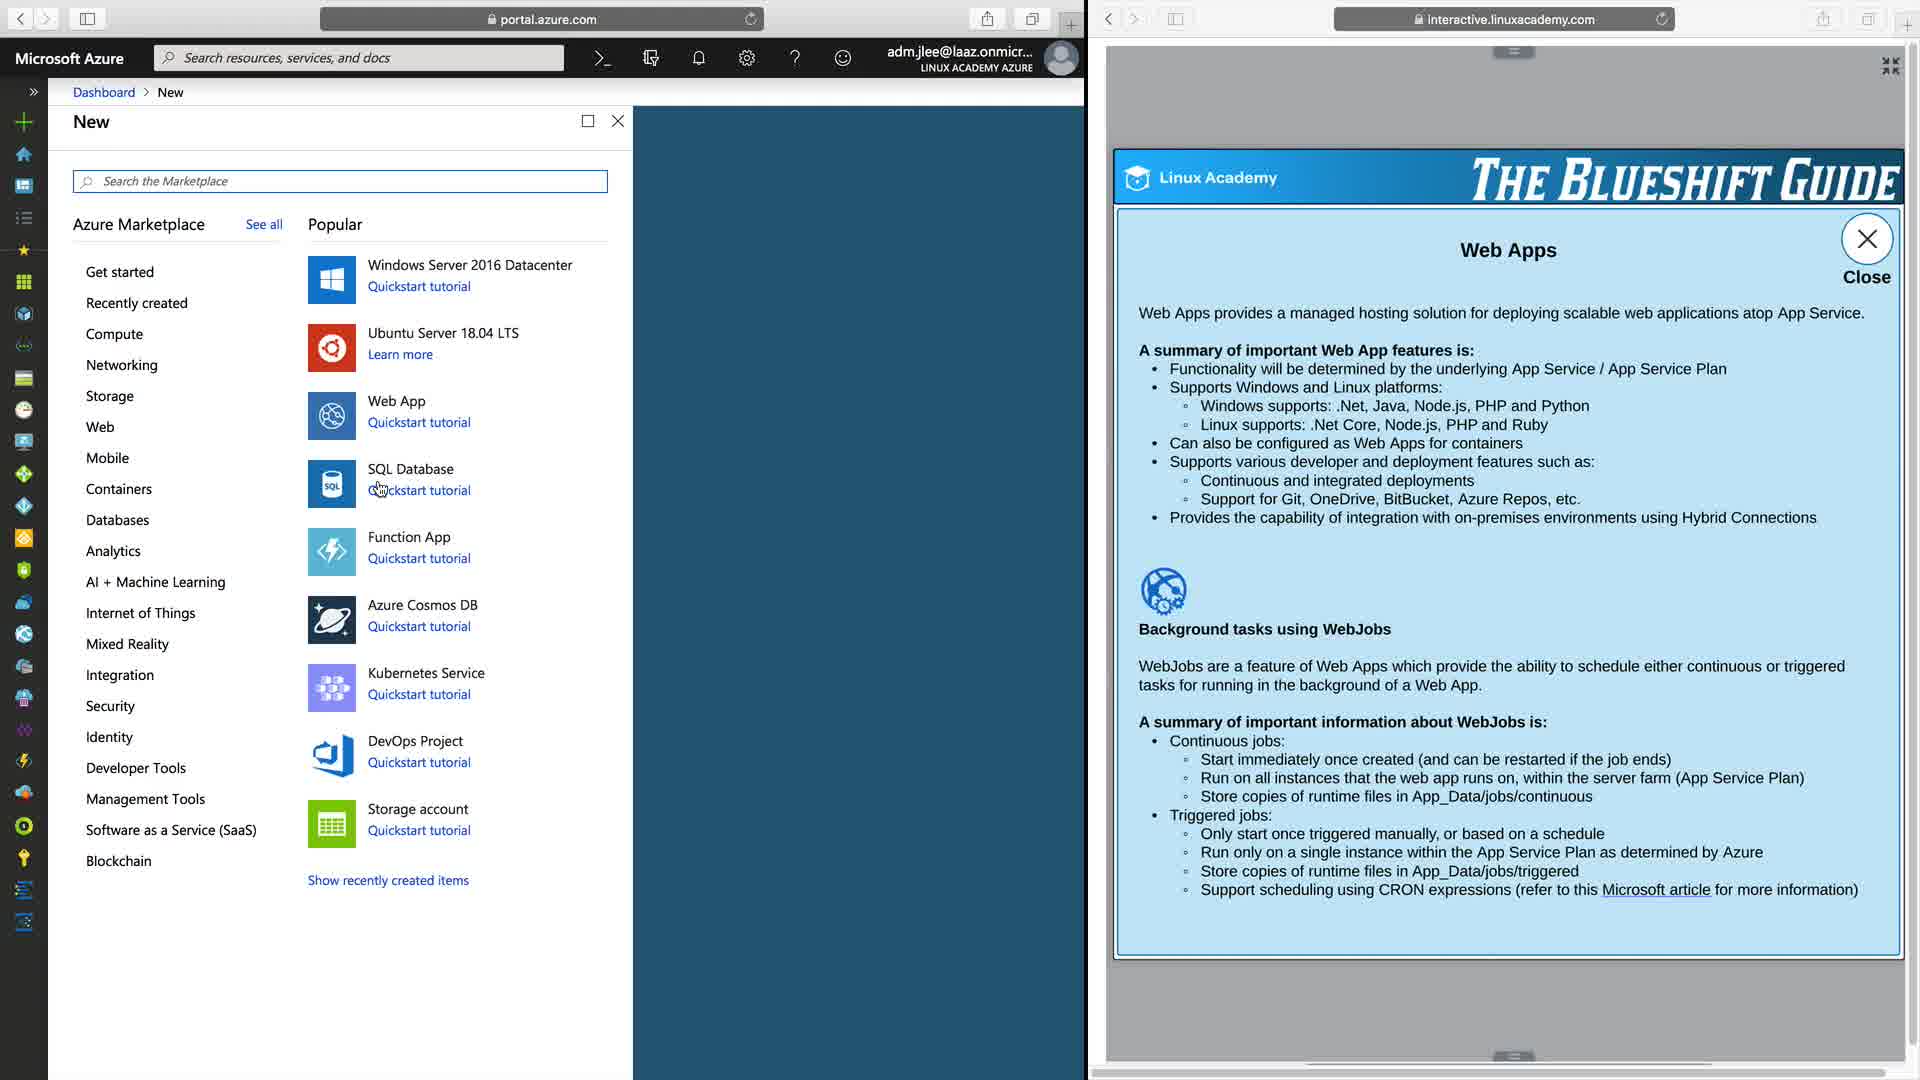 portal.azure.com
Microsoft Azure
Search resources, services, and docs
adm.jlee@laaz.onmicr...
LINUX ACADEMY AZURE
Dashboard > New
New
Search the Marketplace
Azure Marketplace
See all
Get started
Recently created
Compute
Networking
Storage
Web
Mobile
Containers
Databases
Analytics
AI + Machine Learning
Internet of Things
Mixed Reality
Integration
Security
Identity
Developer Tools
Management Tools
Software as a Service (SaaS)
Blockchain
Popular
Windows Server 2016 Datacenter
Quickstart tutorial
Ubuntu Server 18.04 LTS
Learn more
Web App
Quickstart tutorial
SQL
SQL Database
Quickstart tutorial
Function App
Quickstart tutorial
Azure Cosmos DB
Quickstart tutorial
Kubernetes Service
Quickstart tutorial
DevOps Project
Quickstart tutorial
Storage account
Quickstart tutorial
Show recently created items
interactive.linuxacademy.com
Linux Academy
THE BLUESHIFT GUIDE
Web Apps
Close
Web Apps provides a managed hosting solution for deploying scalable web applications atop App Service.
A summary of important Web App features is:
• Functionality will be determined by the underlying App Service / App Service Plan
• Supports Windows and Linux platforms:
◦ Windows supports: .Net, Java, Node.js, PHP and Python
◦ Linux supports: .Net Core, Node.js, PHP and Ruby
• Can also be configured as Web Apps for containers
• Supports various developer and deployment features such as:
◦ Continuous and integrated deployments
◦ Support for Git, OneDrive, BitBucket, Azure Repos, etc.
• Provides the capability of integration with on-premises environments using Hybrid Connections
Background tasks using WebJobs
WebJobs are a feature of Web Apps which provide the ability to schedule either continuous or triggered
tasks for running in the background of a Web App.
A summary of important information about WebJobs is:
• Continuous jobs:
◦ Start immediately once created (and can be restarted if the job ends)
◦ Run on all instances that the web app runs on, within the server farm (App Service Plan)
◦ Store copies of runtime files in App_Data/jobs/continuous
• Triggered jobs:
◦ Only start once triggered manually, or based on a schedule
◦ Run only on a single instance within the App Service Plan as determined by Azure
◦ Store copies of runtime files in App_Data/jobs/triggered
◦ Support scheduling using CRON expressions (refer to this Microsoft article for more information)